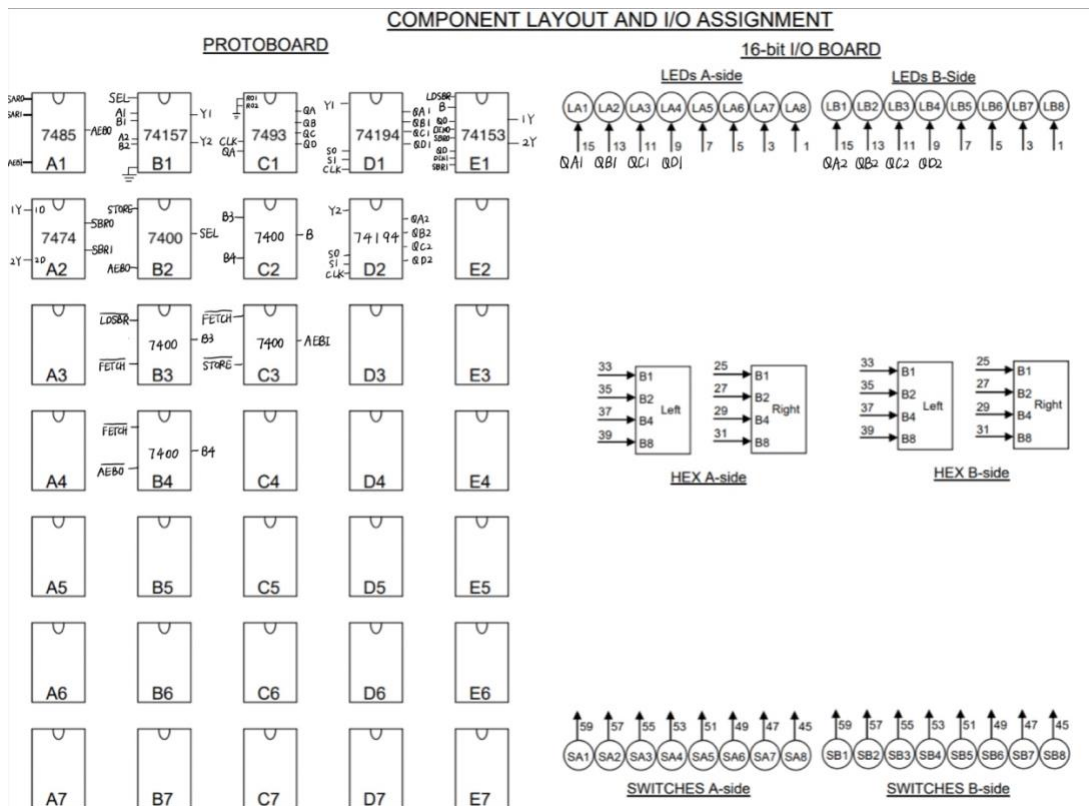 COMPONENT LAYOUT AND I/O ASSIGNMENT
PROTOBOARD
16-bit I/O BOARD
LEDs A-side
LEDs B-Side
SAR1
AEBI
7485
AEB0
A1
SEL
A1
B1
A2
B2
74157
Y1
Y2
B1
R01
R02
CLK
QA
7493
QA
QB
QC
QD
C1
Y1
S0
S1
CLK
74194
QA1
QB1
QC1
QD1
D1
LDSBR
B
SBR1
74153
1Y
2Y
E1
LA1 LA2 LA3 LA4 LA5 LA6 LA7 LA8
15 13 11 9 7 5 3 1
QA1 QB1 QC1 QD1
LB1 LB2 LB3 LB4 LB5 LB6 LB7 LB8
15 13 11 9 7 5 3 1
QA2 QB2 QC2 QD2
1Y 1D
2Y 2D
7474
SBR0
SBR1
A2
STORE
AEB0
7400
SEL
B2
B3
B4
7400
B
C2
Y2
S0
S1
CLK
74194
QA2
QB2
QC2
QD2
D2
E2
A3
LDSBR
FETCH
7400
B3
B3
FETCH
STORE
7400
AEBI
C3
D3
E3
33 B1
35 B2
37 B4
39 B8
Left
25 B1
27 B2
29 B4
31 B8
Right
HEX A-side
33 B1
35 B2
37 B4
39 B8
Left
25 B1
27 B2
29 B4
31 B8
Right
HEX B-side
A4
FETCH
AEB0
7400
B4
B4
C4
D4
E4
A5 B5 C5 D5 E5
A6 B6 C6 D6 E6
A7 B7 C7 D7 E7
59 57 55 53 51 49 47 45
SA1 SA2 SA3 SA4 SA5 SA6 SA7 SA8
SWITCHES A-side
59 57 55 53 51 49 47 45
SB1 SB2 SB3 SB4 SB5 SB6 SB7 SB8
SWITCHES B-side